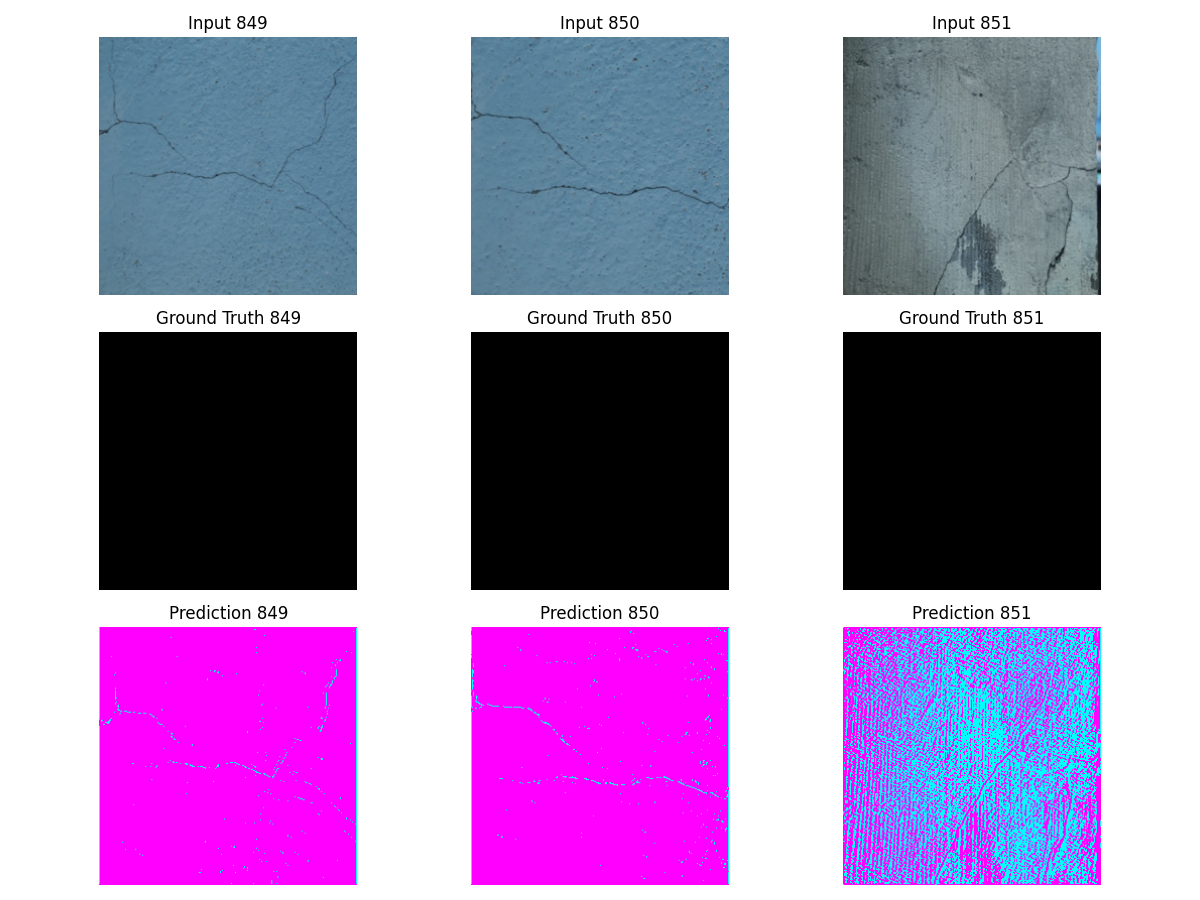 Input 849
Input 850
Input 851
Ground Truth 849
Ground Truth 850
Ground Truth 851
Prediction 849
Prediction 850
Prediction 851